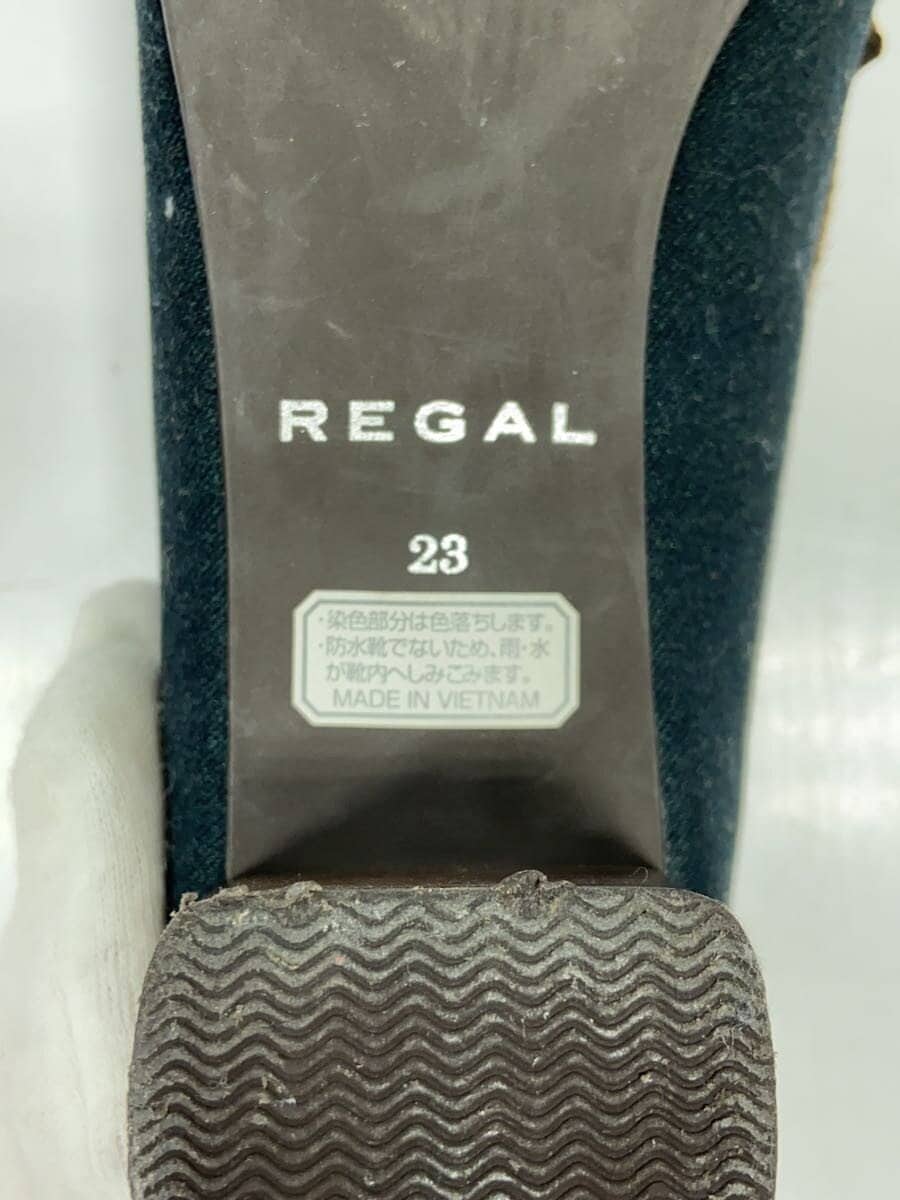 REGAL
23
・染色部分は色落ちします。
・防水靴でないため、雨・水
が靴内へしみこみます。
MADE IN VIETNAM